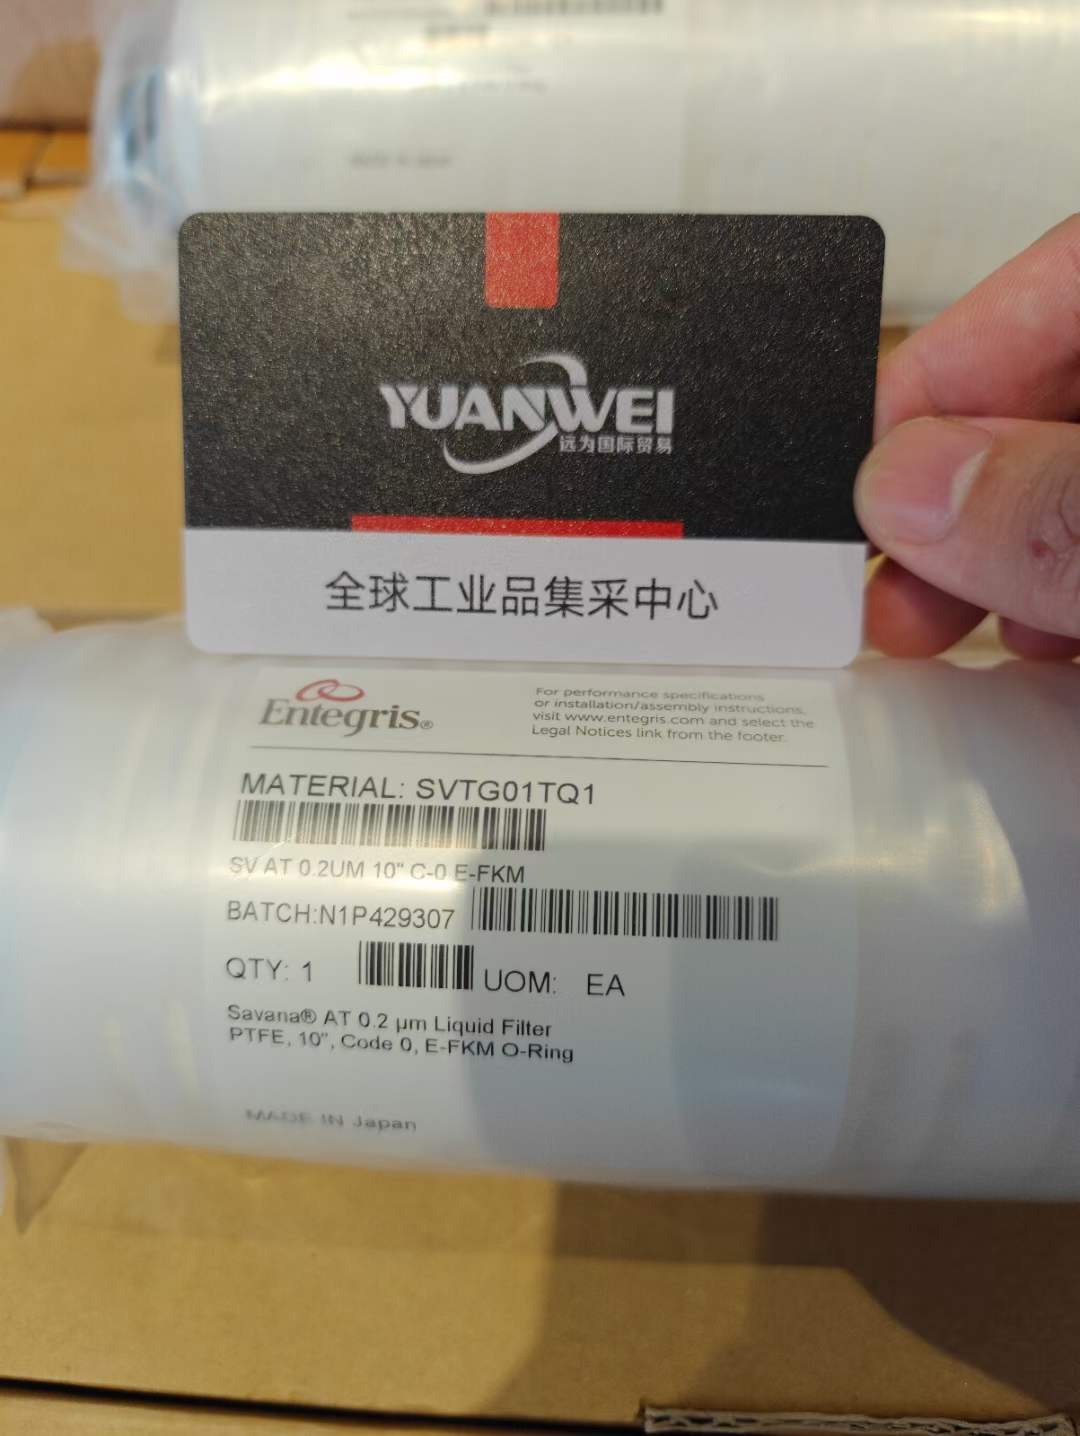 YUANWEI
远为国际贸易
全球工业品集采中心
Entegris®
For performance specifications
or installation/assembly instructions,
visit www.entegris.com and select the
Legal Notices link from the footer.
MATERIAL: SVTG01TQ1
SV AT 0.2UM 10" C-0 E-FKM
BATCH:N1P429307
QTY: 1 UOM: EA
Savana® AT 0.2 µm Liquid Filter
PTFE, 10", Code 0, E-FKM O-Ring
MADE IN Japan